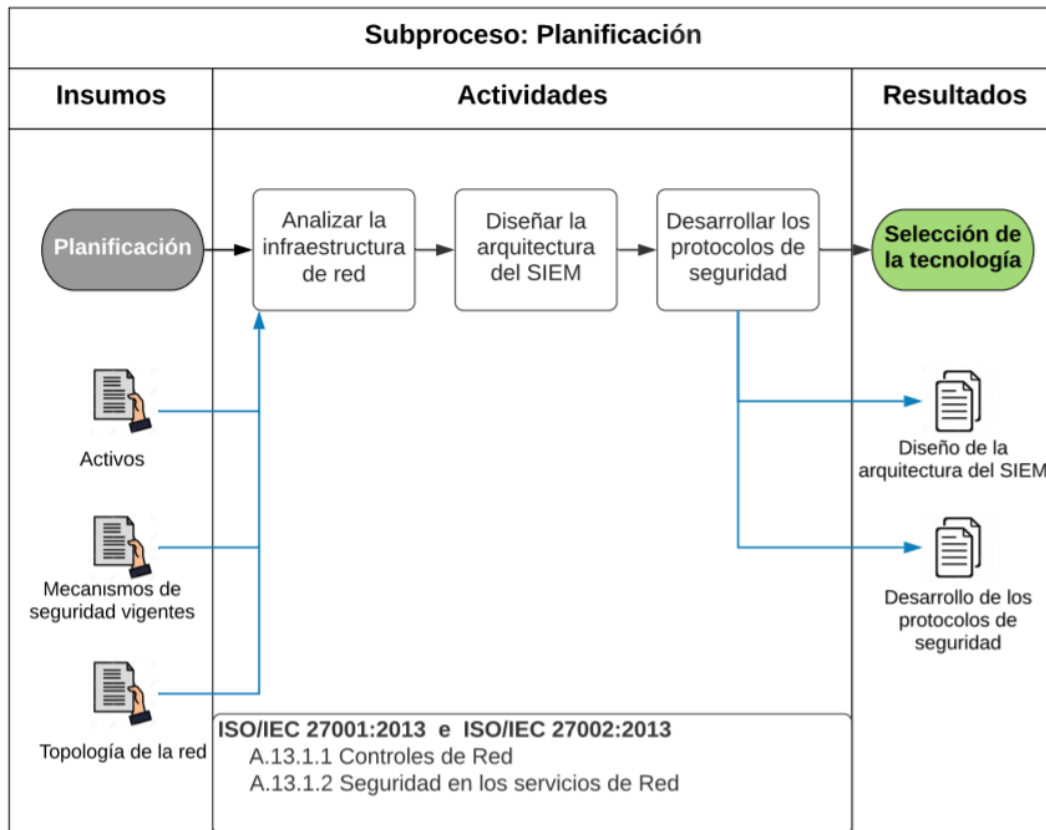 Subproceso: Planificación
Insumos
Actividades
Resultados
Planificación
Analizar la
infraestructura
de red
Diseñar la
arquitectura
del SIEM
Desarrollar los
protocolos de
seguridad
Selección de
la tecnología
Activos
Mecanismos de
seguridad vigentes
Topología de la red
Diseño de la
arquitectura del SIEM
Desarrollo de los
protocolos de
seguridad
ISO/IEC 27001:2013 e ISO/IEC 27002:2013
A.13.1.1 Controles de Red
A.13.1.2 Seguridad en los servicios de Red